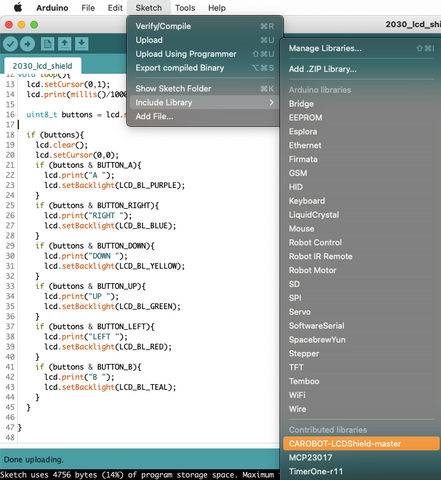 Arduino File Edit Sketch Tools Help
2030_lcd_shi
Verify/Compile ⌘R
Upload ⌘U
Upload Using Programmer ⇧⌘U
Export compiled Binary ⌥⌘S
Show Sketch Folder ⌘K
Include Library
Add File...
Manage Libraries... ⇧⌘I
Add .ZIP Library...
Arduino libraries
Bridge
EEPROM
Esplora
Ethernet
Firmata
GSM
HID
Keyboard
LiquidCrystal
Mouse
Robot Control
Robot IR Remote
Robot Motor
SD
SPI
Servo
SoftwareSerial
SpacebrewYun
Stepper
TFT
Temboo
WiFi
Wire
Contributed libraries
CAROBOT-LCDShield-master
MCP23017
TimerOne-r11
2030_lcd_shield
12 void loop(){
13 lcd.setCursor(0,1);
14 lcd.print(millis()/1000
15
16 uint8_t buttons = lcd.
17
18 if (buttons){
19 lcd.clear();
20 lcd.setCursor(0,0);
21 if (buttons & BUTTON_A){
22 lcd.print("A ");
23 lcd.setBacklight(LCD_BL_PURPLE);
24 }
25 if (buttons & BUTTON_RIGHT){
26 lcd.print("RIGHT ");
27 lcd.setBacklight(LCD_BL_BLUE);
28 }
29 if (buttons & BUTTON_DOWN){
30 lcd.print("DOWN ");
31 lcd.setBacklight(LCD_BL_YELLOW);
32 }
33 if (buttons & BUTTON_UP){
34 lcd.print("UP ");
35 lcd.setBacklight(LCD_BL_GREEN);
36 }
37 if (buttons & BUTTON_LEFT){
38 lcd.print("LEFT ");
39 lcd.setBacklight(LCD_BL_RED);
40 }
41 if (buttons & BUTTON_B){
42 lcd.print("B ");
43 lcd.setBacklight(LCD_BL_TEAL);
44 }
45 }
46
47 }
48
Done uploading.
Sketch uses 4756 bytes (14%) of program storage space. Maximum